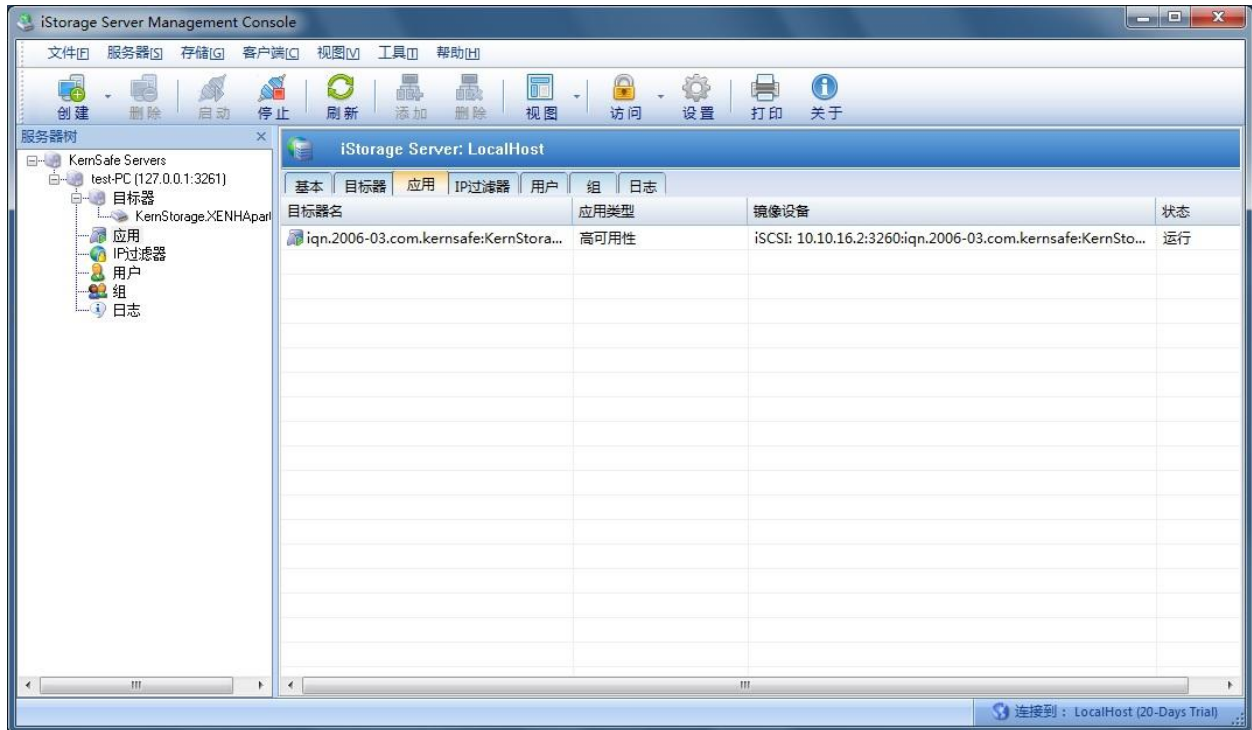 iStorage Server Management Console
文件[F] 服务器[S] 存储[G] 客户端[C] 视图[V] 工具[T] 帮助[H]
创建 删除 启动 停止 刷新 添加 删除 视图 访问 设置 打印 关于
服务器树
KernSafe Servers
test-PC (127.0.0.1:3261)
目标器
KernStorage.XENHApart
应用
IP过滤器
用户
组
日志
iStorage Server: LocalHost
基本 目标器 应用 IP过滤器 用户 组 日志
目标器名 应用类型 镜像设备 状态
iqn.2006-03.com.kernsafe:KernStora... 高可用性 iSCSI: 10.10.16.2:3260:iqn.2006-03.com.kernsafe:KernSto... 运行
连接到： LocalHost (20-Days Trial)